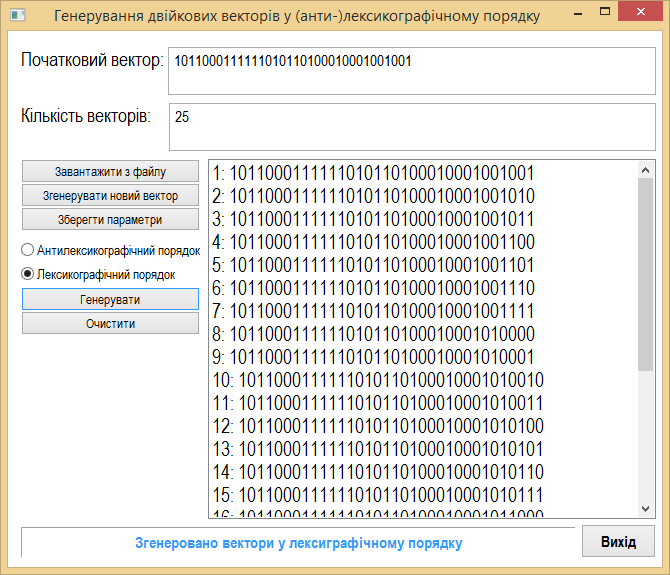 Генерування двійкових векторів у (анти-)лексикографічному порядку
Початковий вектор:
1011000111111010110100010001001001
Кількість векторів:
25
Завантажити з файлу
Згенерувати новий вектор
Зберегти параметри
Антилексикографічний порядок
Лексикографічний порядок
Генерувати
Очистити
1: 1011000111111010110100010001001001
2: 1011000111111010110100010001001010
3: 1011000111111010110100010001001011
4: 1011000111111010110100010001001100
5: 1011000111111010110100010001001101
6: 1011000111111010110100010001001110
7: 1011000111111010110100010001001111
8: 1011000111111010110100010001010000
9: 1011000111111010110100010001010001
10: 1011000111111010110100010001010010
11: 1011000111111010110100010001010011
12: 1011000111111010110100010001010100
13: 1011000111111010110100010001010101
14: 1011000111111010110100010001010110
15: 1011000111111010110100010001010111
16: 1011000111111010110100010001011000
Згенеровано вектори у лексиграфічному порядку
Вихід